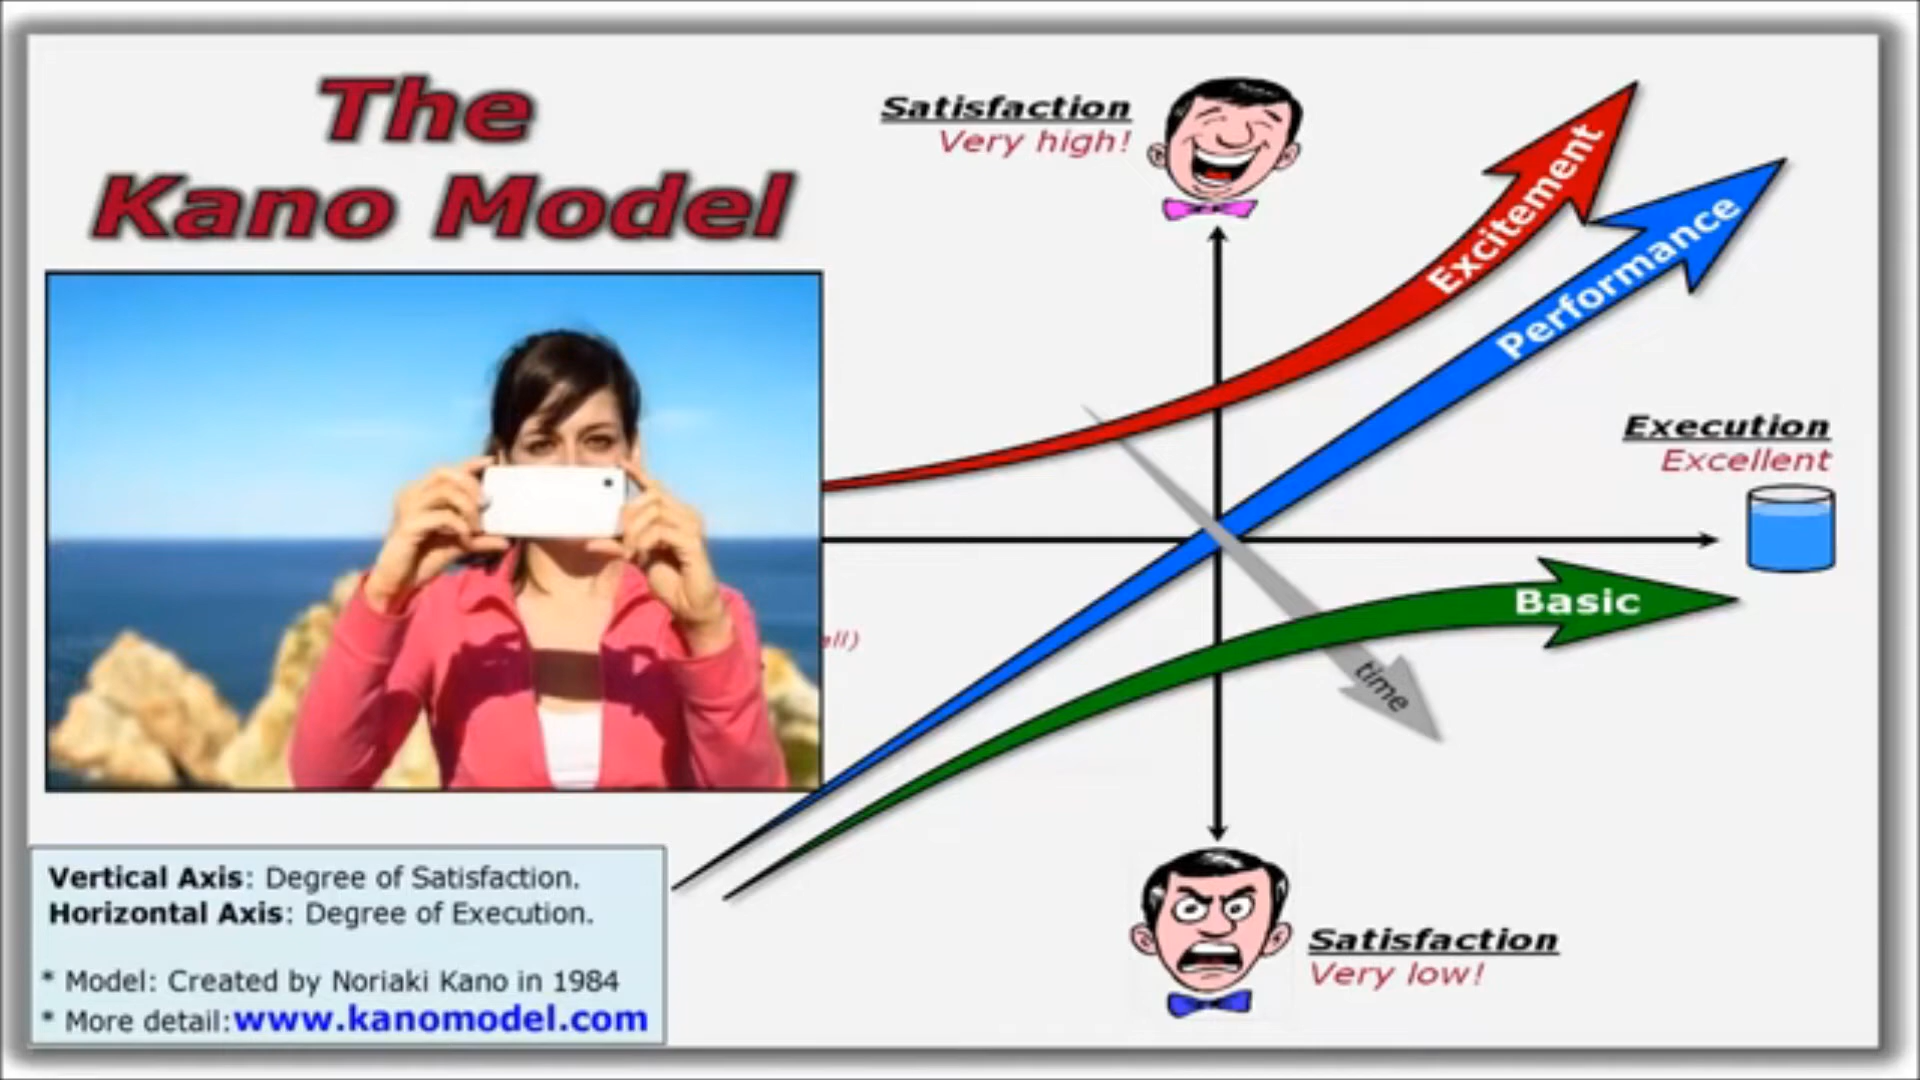 The
Kano Model
Satisfaction
Very high!
Excitement
Performance
Execution
Excellent
Basic
time
Vertical Axis: Degree of Satisfaction.
Horizontal Axis: Degree of Execution.
* Model: Created by Noriaki Kano in 1984
* More detail:www.kanomodel.com
Satisfaction
Very low!